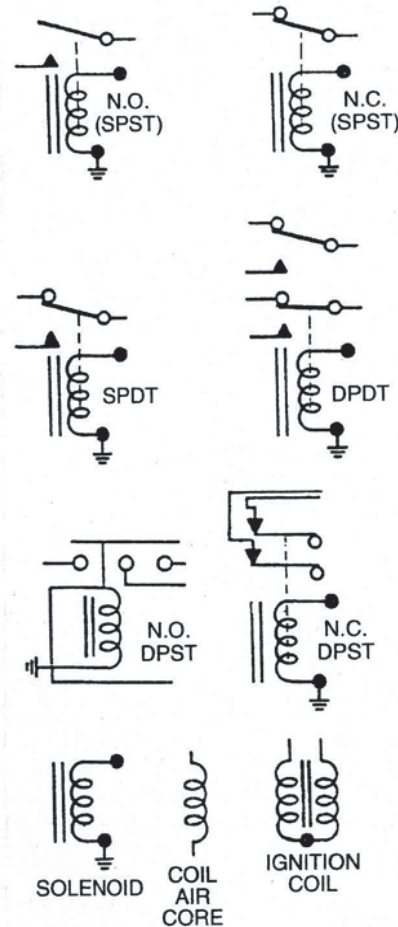 N.O.
(SPST)
N.C.
(SPST)
SPDT
DPDT
N.O.
DPST
N.C.
DPST
SOLENOID
COIL
AIR
CORE
IGNITION
COIL